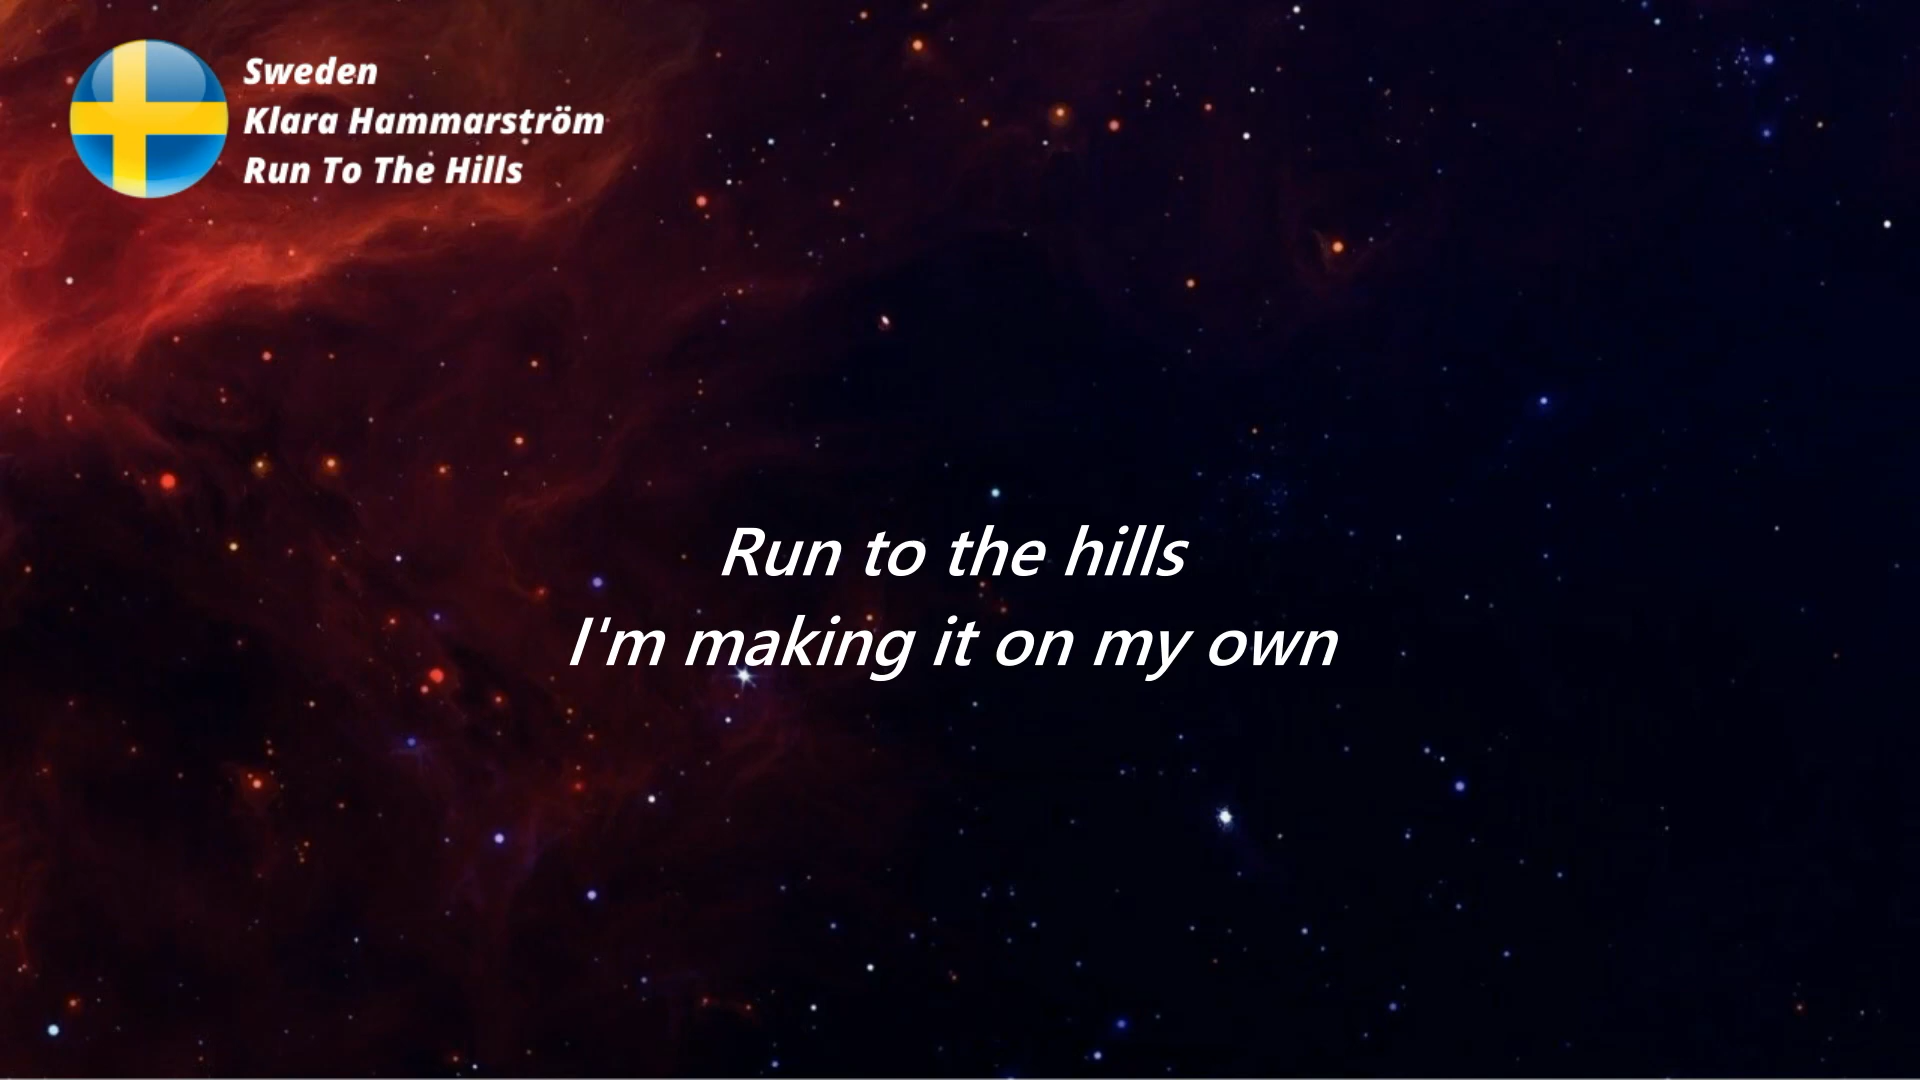 Sweden
Klara Hammarström
Run To The Hills
Run to the hills
I'm making it on my own